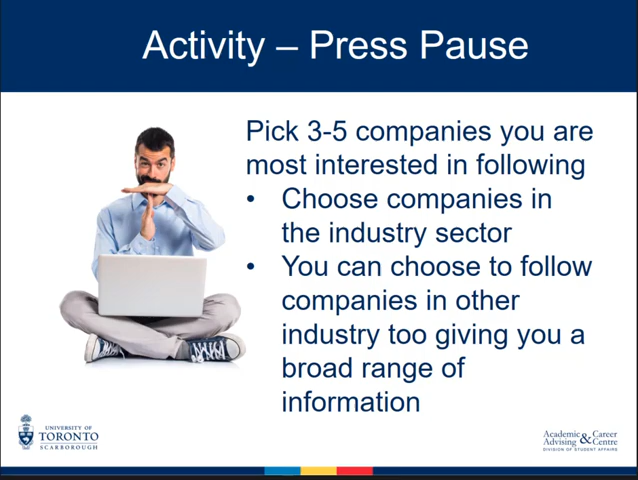 Activity – Press Pause
Pick 3-5 companies you are
most interested in following
• Choose companies in
the industry sector
• You can choose to follow
companies in other
industry too giving you a
broad range of
information
UNIVERSITY OF
TORONTO
SCARBOROUGH
Academic & Career
Advising Centre
DIVISION OF STUDENT AFFAIRS